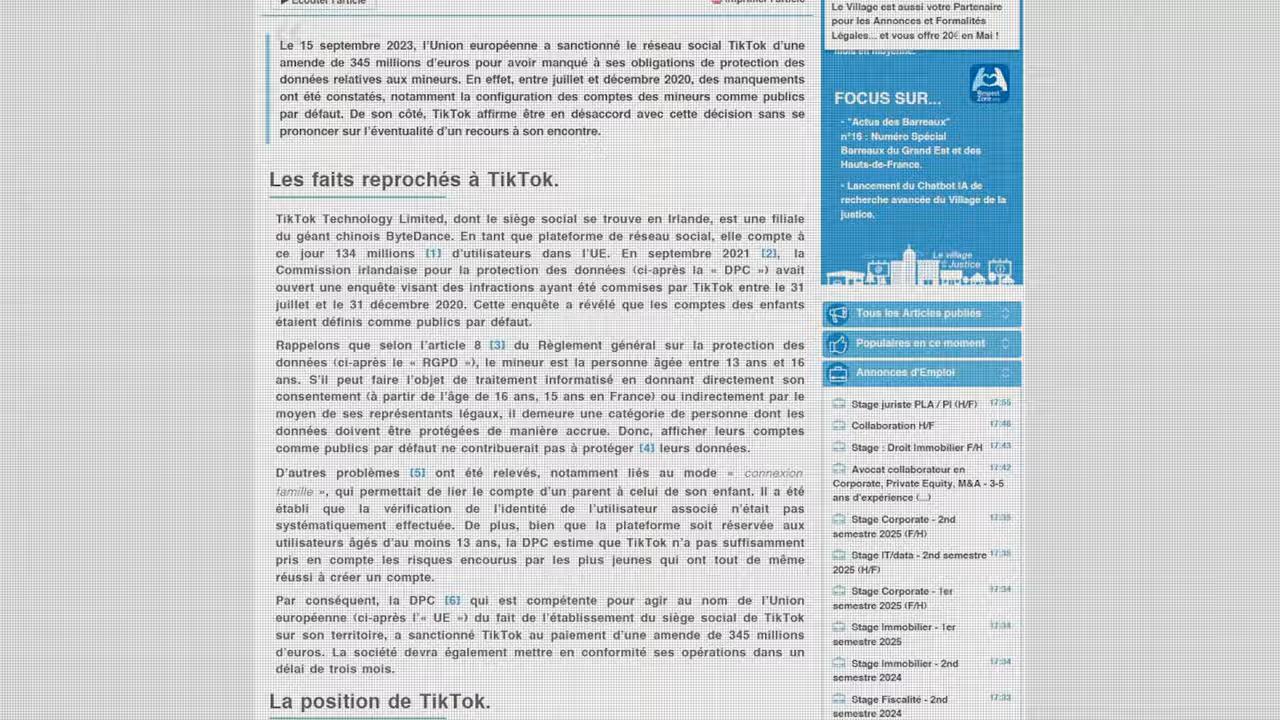 Ecouter l'article
Imprimer l'article
Le 15 septembre 2023, l'Union européenne a sanctionné le réseau social TikTok d'une
amende de 345 millions d'euros pour avoir manqué à ses obligations de protection des
données relatives aux mineurs. En effet, entre juillet et décembre 2020, des manquements
été constatés, notamment la configuration des comptes des mineurs comme publics
par défaut. De son côté, TikTok affirme être en désaccord avec cette décision sans se
prononcer sur l'éventualité d'un recours à son encontre.
Les faits reprochés à TikTok.
TikTok Technology Limited, dont le siège social se trouve en Irlande, est une filiale
du géant chinois ByteDance. En tant que plateforme de réseau social, elle compte à
ce jour 134 millions [1] d'utilisateurs dans l'UE. En septembre 2021 [2], la
Commission irlandaise pour la protection des données (ci-après la « DPC ») avait
rt une enquête visant des infractions ayant été commises par TikTok entre le 31
juillet et le 31 décembre 2020. Cette enquête a révélé que les comptes des enfants
étaient définis comme publics par défaut.
Rappelons que selon l'article 8 [3] du Règlement général sur la protection des
données (ci-après le « RGPD »), le mineur est la personne âgée entre 13 ans et 16
ans. S'il peut faire l'objet de traitement informatisé en donnant directement son
consentement (à partir de l'âge de 16 ans, 15 ans en France) ou indirectement par le
moyen de ses représentants légaux, il demeure une catégorie de personne dont les
données doivent être protégées de manière accrue. Donc, afficher leurs comptes
comme publics par défaut ne contribuerait pas à protéger [4] leurs données.
D'autres problèmes [5] ont été relevés, notamment liés au mode « connexion
famille », qui permettait de lier le compte d'un parent à celui de son enfant. Il a été
établi que la vérification de l'identité de l'utilisateur associé n'était pas
systématiquement effectuée. De plus, bien que la plateforme soit réservée aux
utilisateurs âgés d'au moins 13 ans, la DPC estime que TikTok n'a pas suffisamment
pris en compte les risques encourus par les plus jeunes qui ont tout de même
réussi à créer un compte.
Par conséquent, la DPC [6] qui est compétente pour agir au nom de l'Union
européenne (ci-après l'« UE ») du fait de l'établissement du siège social de TikTok
sur son territoire, a sanctionné TikTok au paiement d'une amende de 345 millions
d'euros. La société devra également mettre en conformité ses opérations dans un
délai de trois mois.
La position de TikTok.
Le Village est aussi votre Partenaire
pour les Annonces et Formalités
Légales... et vous offre 20€ en Mai !
mois en moyenne.
Respect
Zone
FOCUS SUR...
- "Actus des Barreaux"
n°16 : Numéro Spécial
Barreaux du Grand Est et des
Hauts-de-France.
- Lancement du Chatbot IA de
recherche avancée du Village de la
justice.
Le village
Justice
Tous les Articles publiés
Populaires en ce moment
Annonces d'Emploi
Stage juriste PLA / PI (H/F) 17:55
Collaboration H/F 17:46
Stage : Droit Immobilier F/H 17:43
Avocat collaborateur en 17:42
Corporate, Private Equity, M&A - 3-5
ans d'expérience (...)
Stage Corporate - 2nd 17:35
semestre 2025 (F/H)
Stage IT/data - 2nd semestre 17:35
2025 (H/F)
Stage Corporate - 1er 17:34
semestre 2025 (F/H)
Stage Immobilier - 1er 17:34
semestre 2025
Stage Immobilier - 2nd 17:34
semestre 2024
Stage Fiscalité - 2nd 17:33
semestre 2024